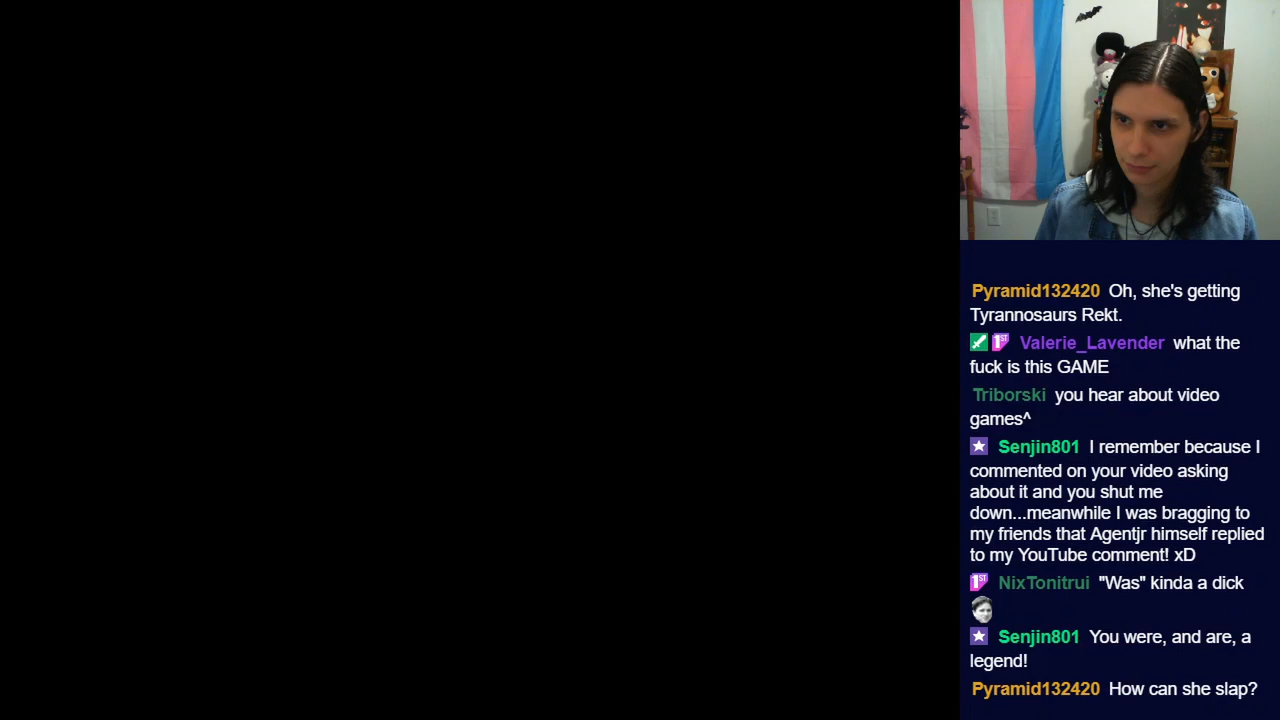 Pyramid132420 Oh, she's getting
Tyrannosaurs Rekt.
1ST Valerie_Lavender what the
fuck is this GAME
Triborski you hear about video
games^
Senjin801 I remember because I
commented on your video asking
about it and you shut me
down...meanwhile I was bragging to
my friends that Agentjr himself replied
to my YouTube comment! xD
1ST NixTonitrui "Was" kinda a dick
Senjin801 You were, and are, a
legend!
Pyramid132420 How can she slap?